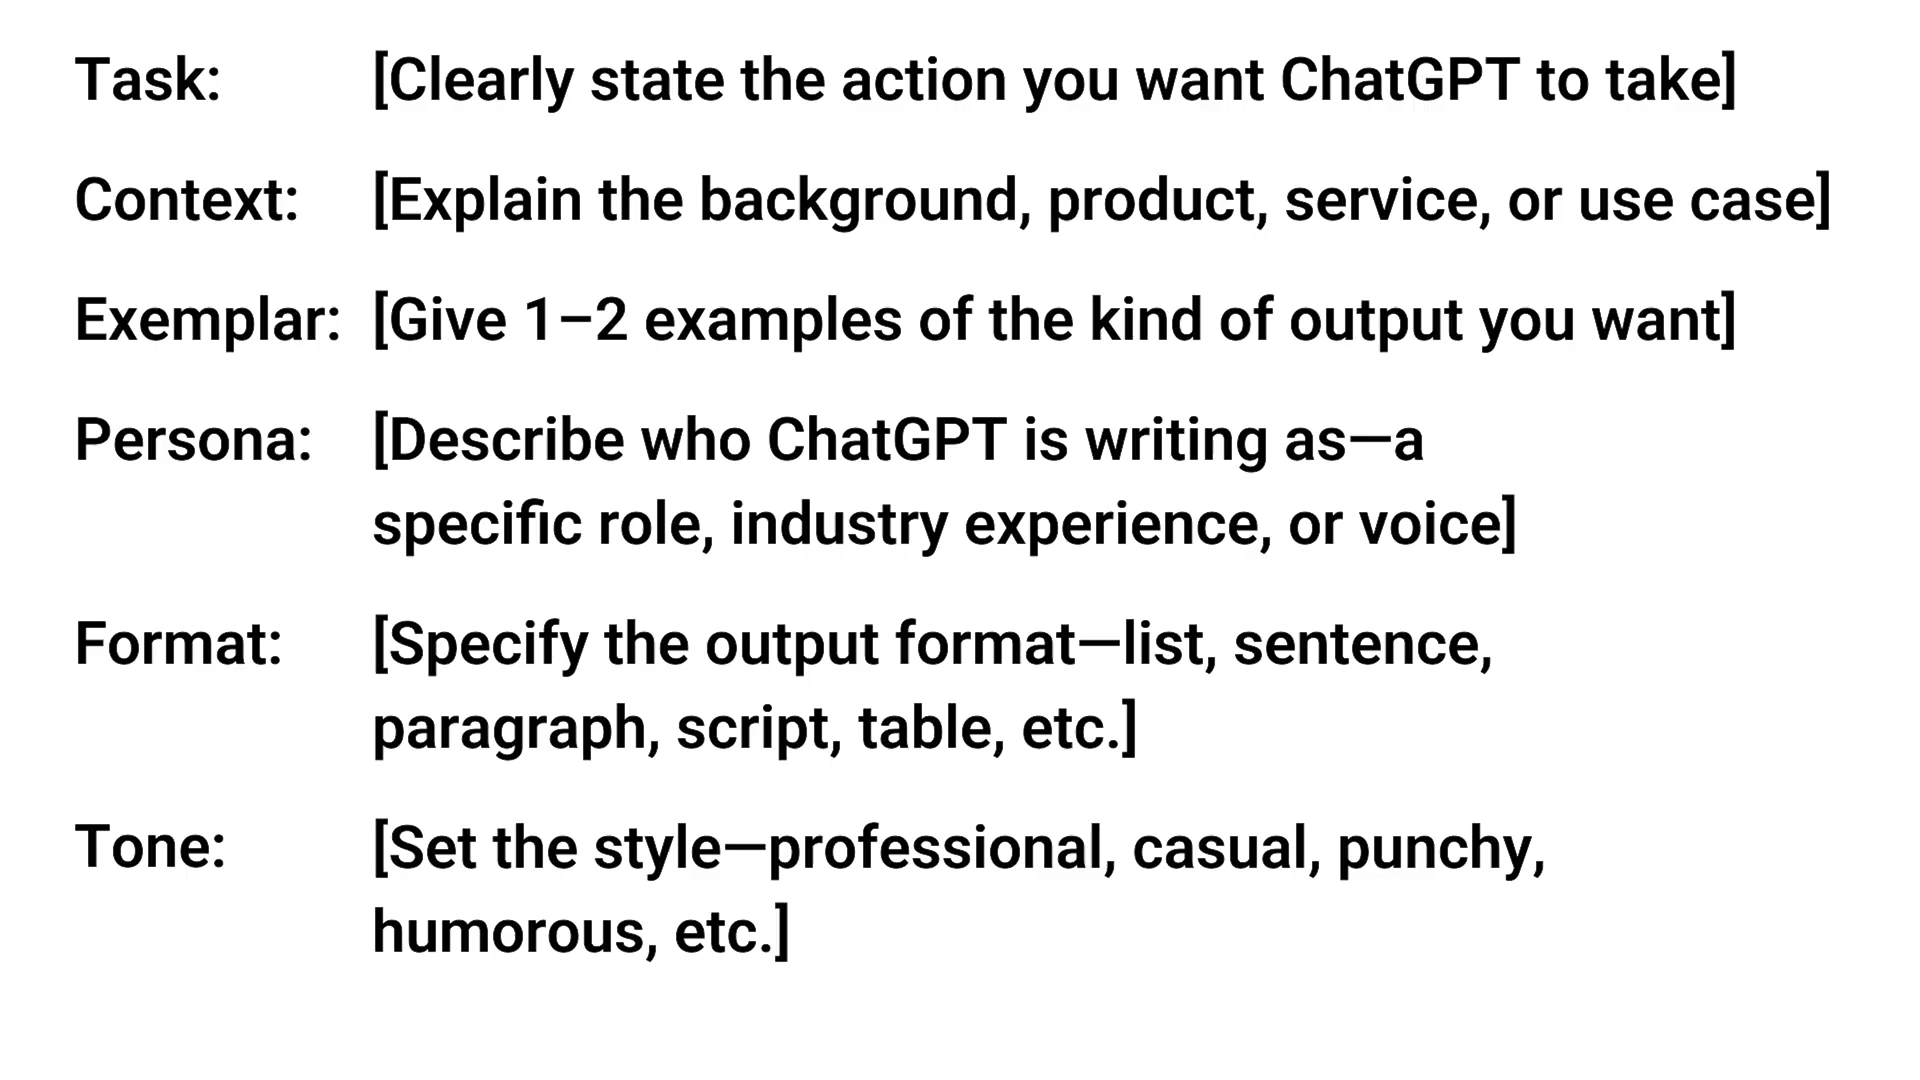 Task: [Clearly state the action you want ChatGPT to take]
Context: [Explain the background, product, service, or use case]
Exemplar: [Give 1–2 examples of the kind of output you want]
Persona: [Describe who ChatGPT is writing as—a
specific role, industry experience, or voice]
Format: [Specify the output format—list, sentence,
paragraph, script, table, etc.]
Tone: [Set the style—professional, casual, punchy,
humorous, etc.]